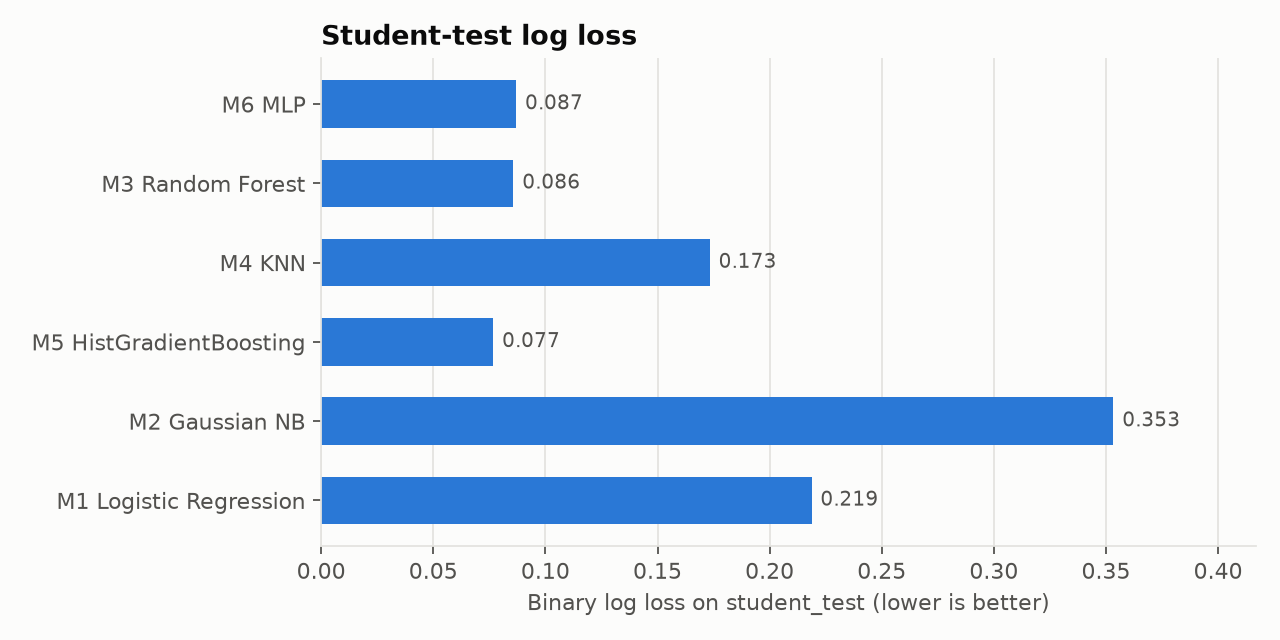 Student-test log loss
M6 MLP
0.087
M3 Random Forest
0.086
M4 KNN
0.173
M5 HistGradientBoosting
0.077
M2 Gaussian NB
0.353
M1 Logistic Regression
0.219
0.00 0.05 0.10 0.15 0.20 0.25 0.30 0.35 0.40
Binary log loss on student_test (lower is better)